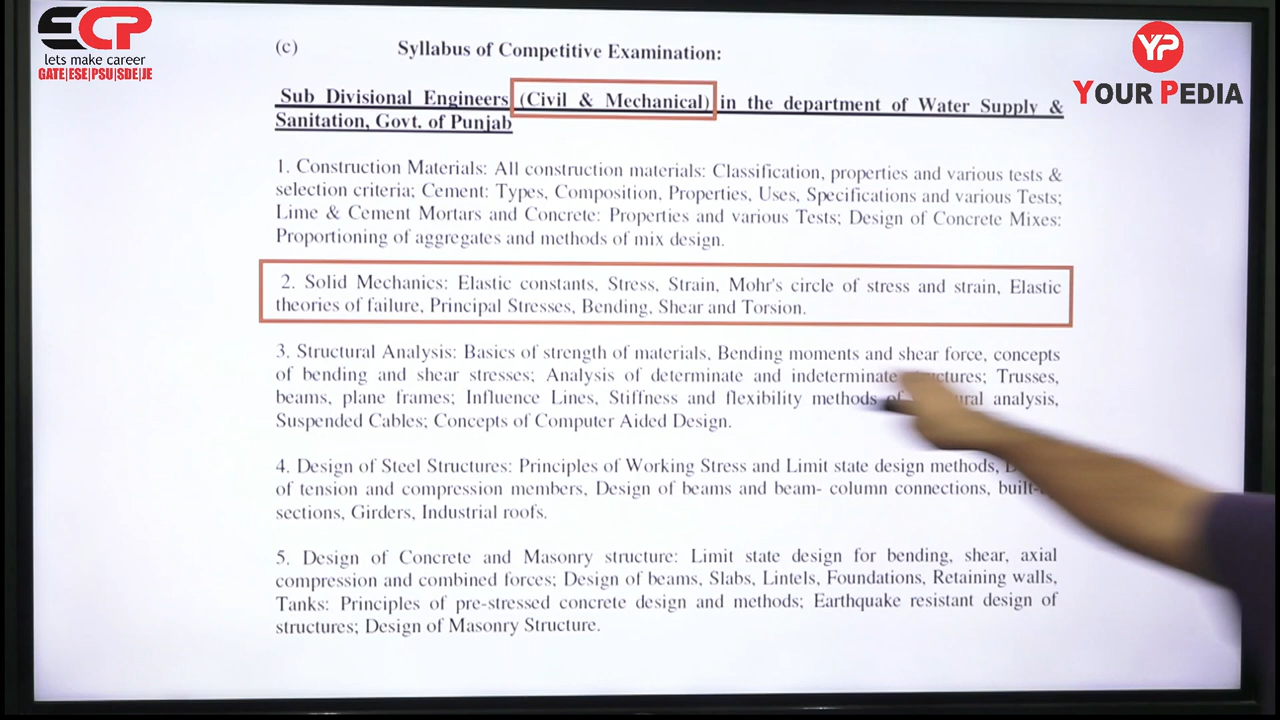 ECP
lets make career
GATE|ESE|PSU|SDE|JE
YP
YOUR PEDIA
(c) Syllabus of Competitive Examination:
Sub Divisional Engineers (Civil & Mechanical) in the department of Water Supply &
Sanitation, Govt. of Punjab
1. Construction Materials: All construction materials: Classification, properties and various tests &
selection criteria; Cement: Types, Composition, Properties, Uses, Specifications and various Tests;
Lime & Cement Mortars and Concrete: Properties and various Tests; Design of Concrete Mixes:
Proportioning of aggregates and methods of mix design.
2. Solid Mechanics: Elastic constants, Stress, Strain, Mohr's circle of stress and strain, Elastic
theories of failure, Principal Stresses, Bending, Shear and Torsion.
3. Structural Analysis: Basics of strength of materials, Bending moments and shear force, concepts
of bending and shear stresses; Analysis of determinate and indeterminate Trusses,
beams, plane frames; Influence Lines, Stiffness and flexibility methods of analysis,
Suspended Cables; Concepts of Computer Aided Design.
4. Design of Steel Structures: Principles of Working Stress and Limit state design methods,
of tension and compression members, Design of beams and beam- column connections,
sections, Girders, Industrial roofs.
5. Design of Concrete and Masonry structure: Limit state design for bending, shear, axial
compression and combined forces; Design of beams, Slabs, Lintels, Foundations, Retaining walls,
Tanks: Principles of pre-stressed concrete design and methods; Earthquake resistant design of
structures; Design of Masonry Structure.